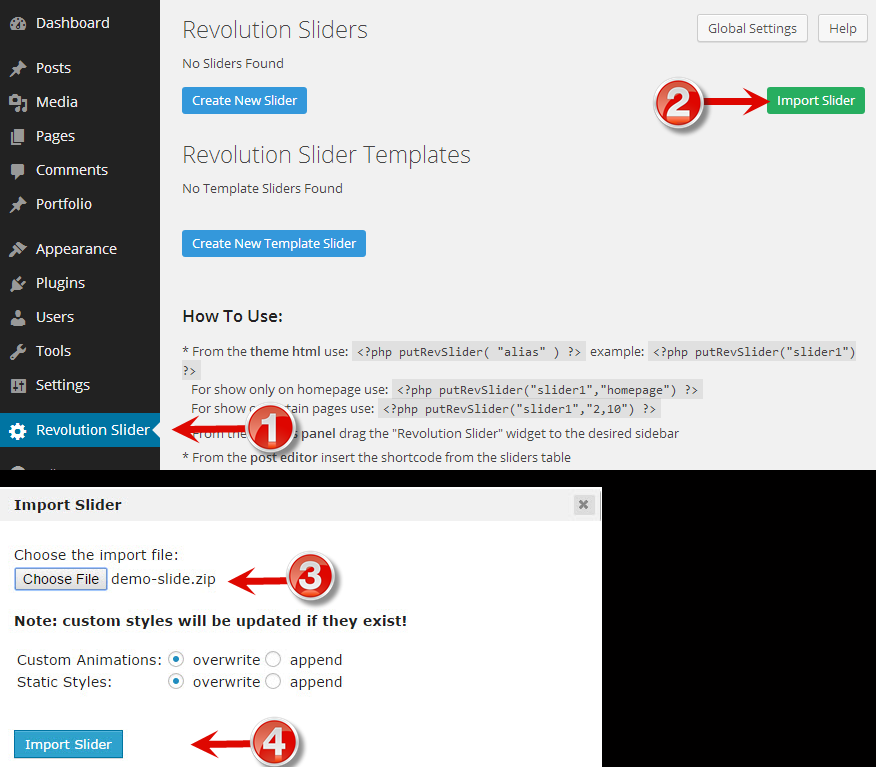 Dashboard
Posts
Media
Pages
Comments
Portfolio
Appearance
Plugins
Users
Tools
Settings
Revolution Slider
Revolution Sliders
Global Settings
Help
No Sliders Found
Create New Slider
2
Import Slider
Revolution Slider Templates
No Template Sliders Found
Create New Template Slider
How To Use:
* From the theme html use: <?php putRevSlider( "alias" ) ?> example: <?php putRevSlider("slider1")
?>
For show only on homepage use: <?php putRevSlider("slider1","homepage") ?>
For show tain pages use: <?php putRevSlider("slider1","2,10") ?>
1
From the panel drag the "Revolution Slider" widget to the desired sidebar
* From the post editor insert the shortcode from the sliders table
Import Slider
Choose the import file:
Choose File demo-slide.zip
3
Note: custom styles will be updated if they exist!
Custom Animations: overwrite append
Static Styles: overwrite append
Import Slider
4